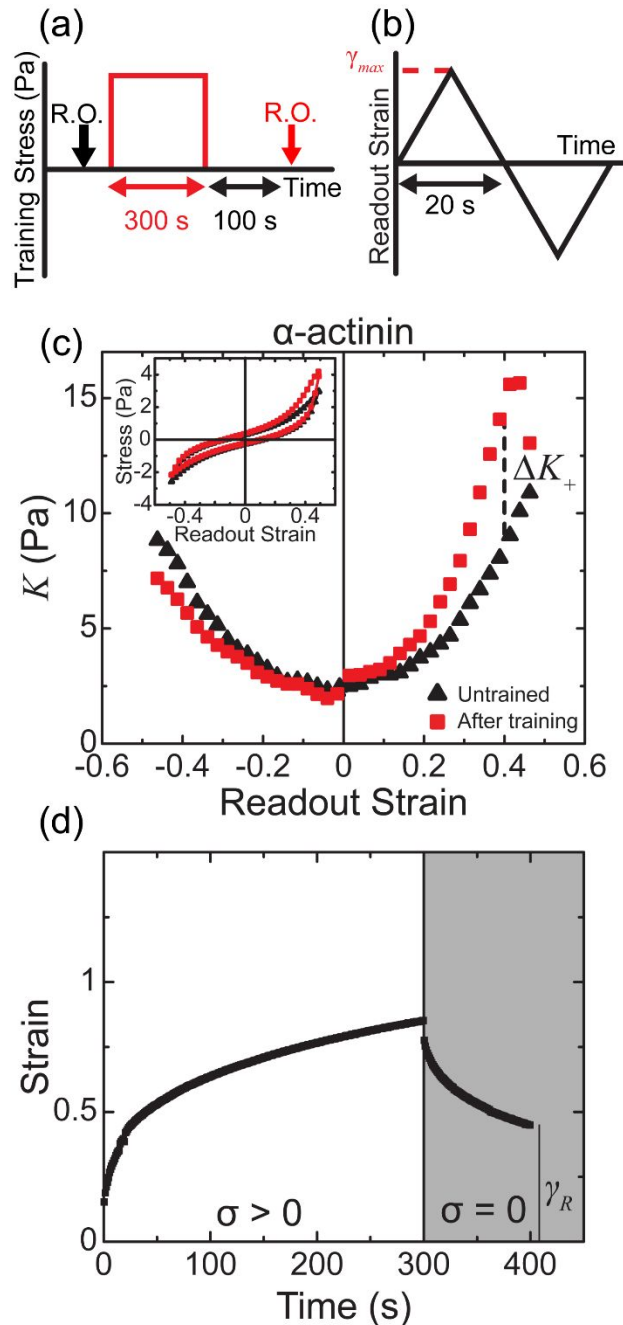 (a)
Training Stress (Pa)
R.O.
R.O.
Time
300 s
100 s
(b)
Readout Strain
γmax
Time
20 s
(c)
α-actinin
K (Pa)
15
10
5
0
ΔK+
Untrained
After training
-0.6 -0.4 -0.2 0 0.2 0.4 0.6
Readout Strain
Stress (Pa)
4
2
0
-2
-4
-0.4 0 0.4
Readout Strain
(d)
Strain
1
0.5
0
σ > 0
σ = 0
γR
0 100 200 300 400
Time (s)